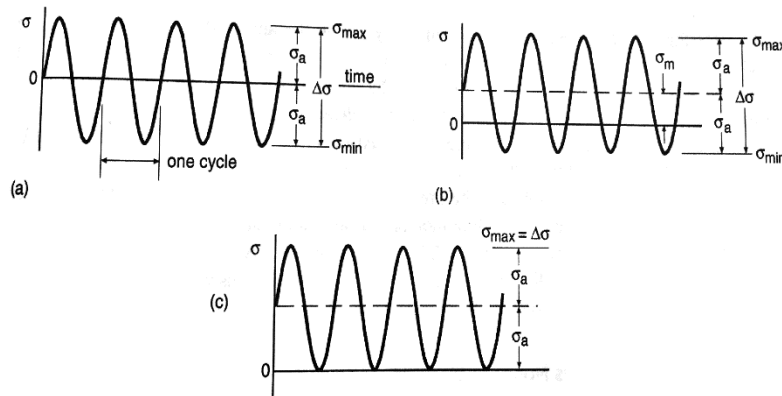 σ
σmax
σa
0
time
Δσ
σa
σmin
one cycle
(a)
σ
σmax
σm
σa
Δσ
0
σa
σmin
(b)
σmax = Δσ
σ
σa
(c)
σa
0